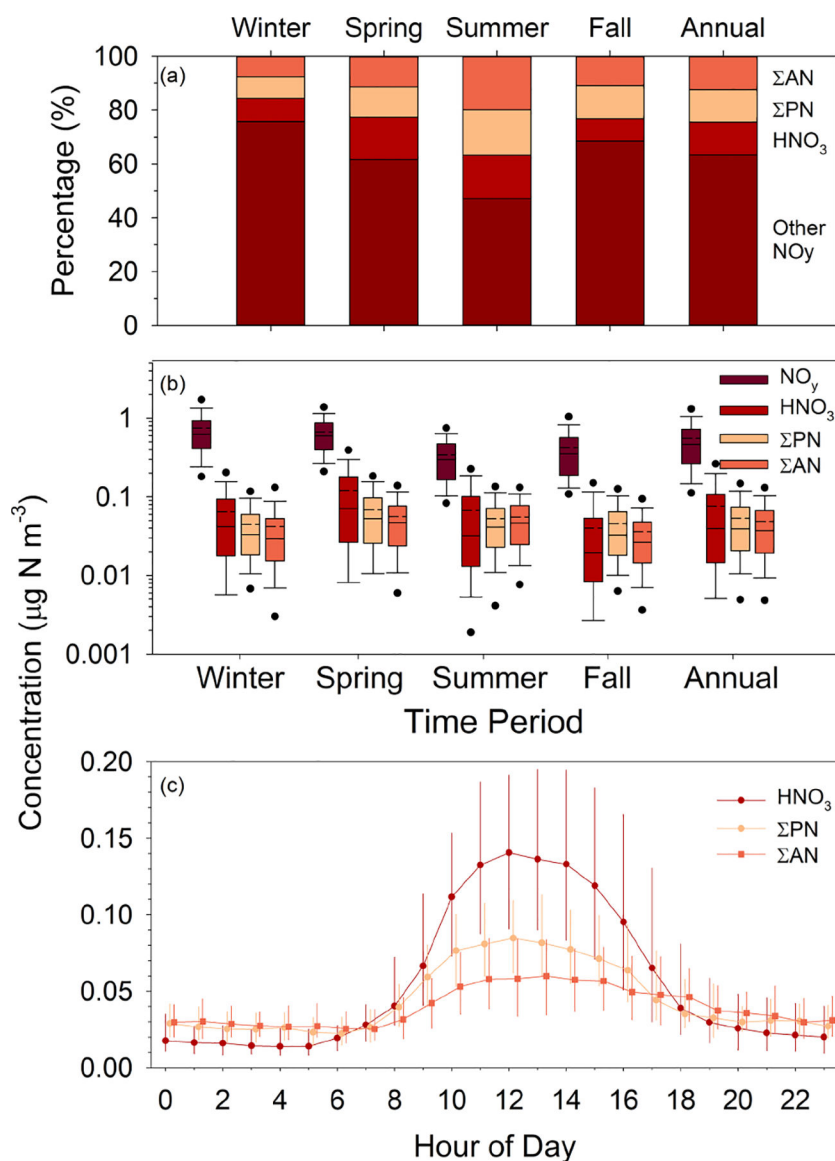 Winter Spring Summer Fall Annual
100
(a)
ΣAN
80
ΣPN
HNO3
60
Percentage (%)
40
Other
NOy
20
0
(b)
NOy
1
HNO3
ΣPN
ΣAN
0.1
0.01
0.001
Winter Spring Summer Fall Annual
Time Period
Concentration (μg N m-3)
0.20
(c)
HNO3
ΣPN
0.15
ΣAN
0.10
0.05
0.00
0 2 4 6 8 10 12 14 16 18 20 22
Hour of Day